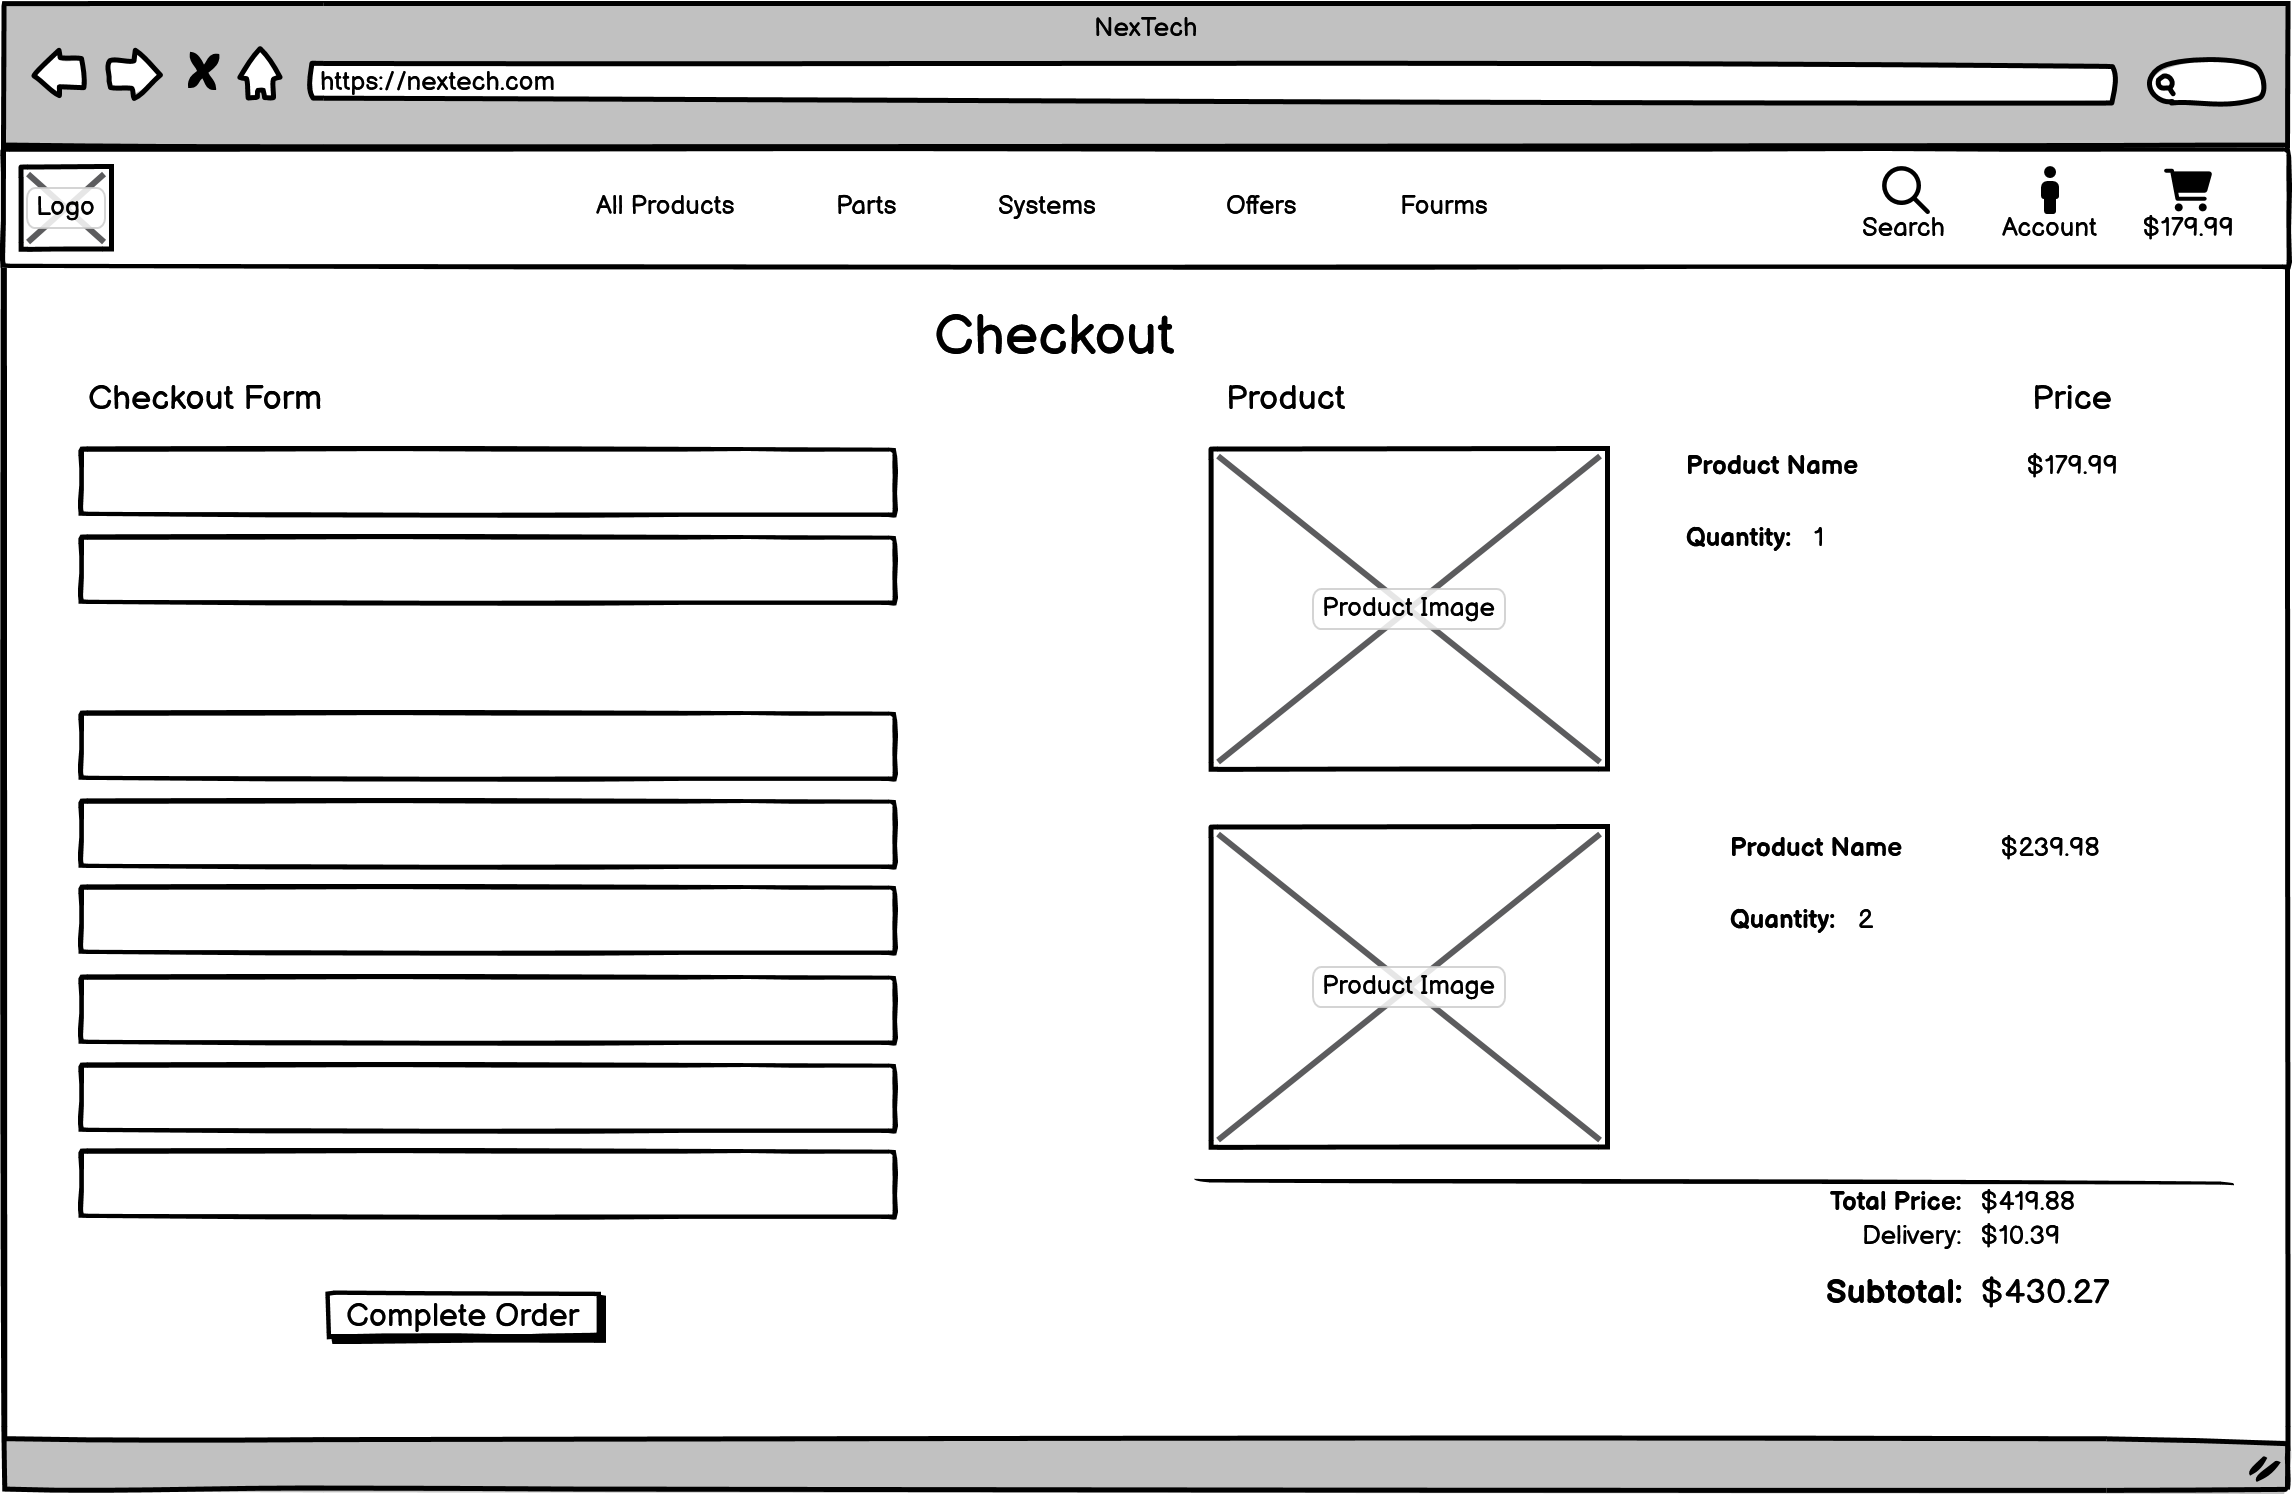 NexTech
https://nextech.com
Logo
All Products Parts Systems Offers Fourms
Search Account $179.99
Checkout
Checkout Form
Product Price
Product Name $179.99
Quantity: 1
Product Image
Product Name $239.98
Quantity: 2
Product Image
Total Price: $419.88
Delivery: $10.39
Subtotal: $430.27
Complete Order